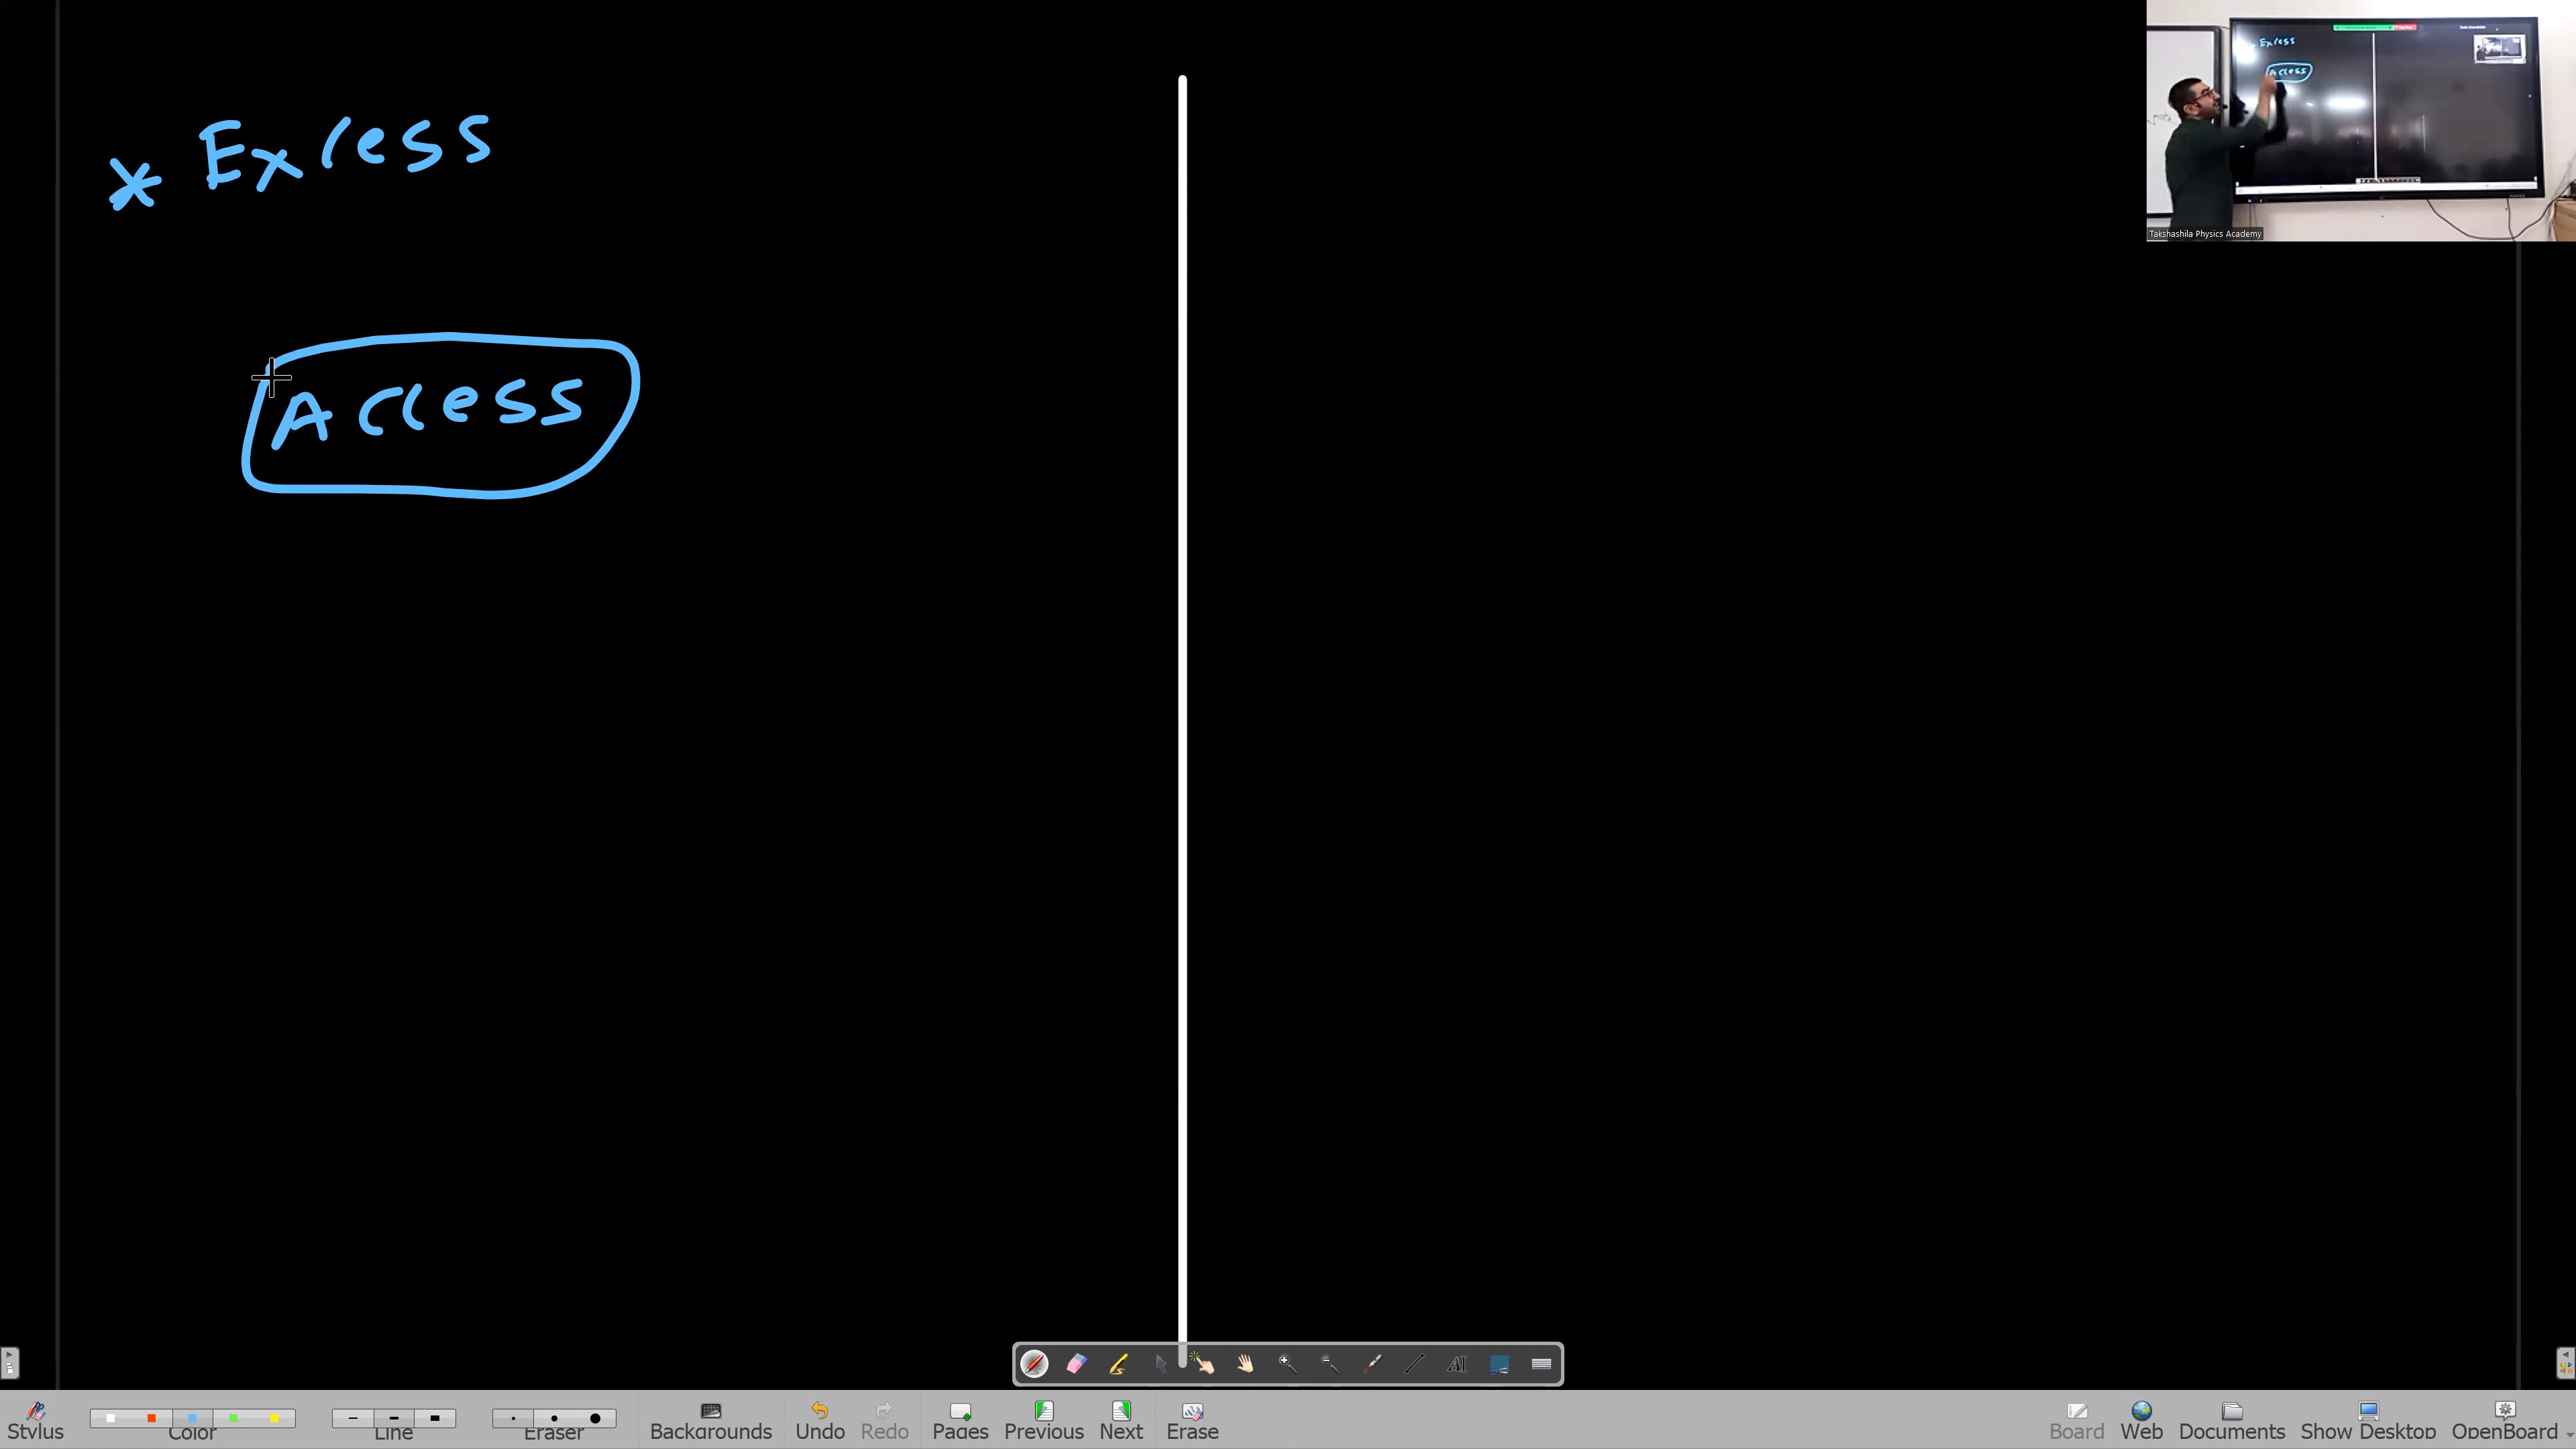 * Excess
Access
Takshashila Physics Academy
Stylus Color Line Eraser Backgrounds Undo Redo Pages Previous Next Erase Board Web Documents Show Desktop OpenBoard